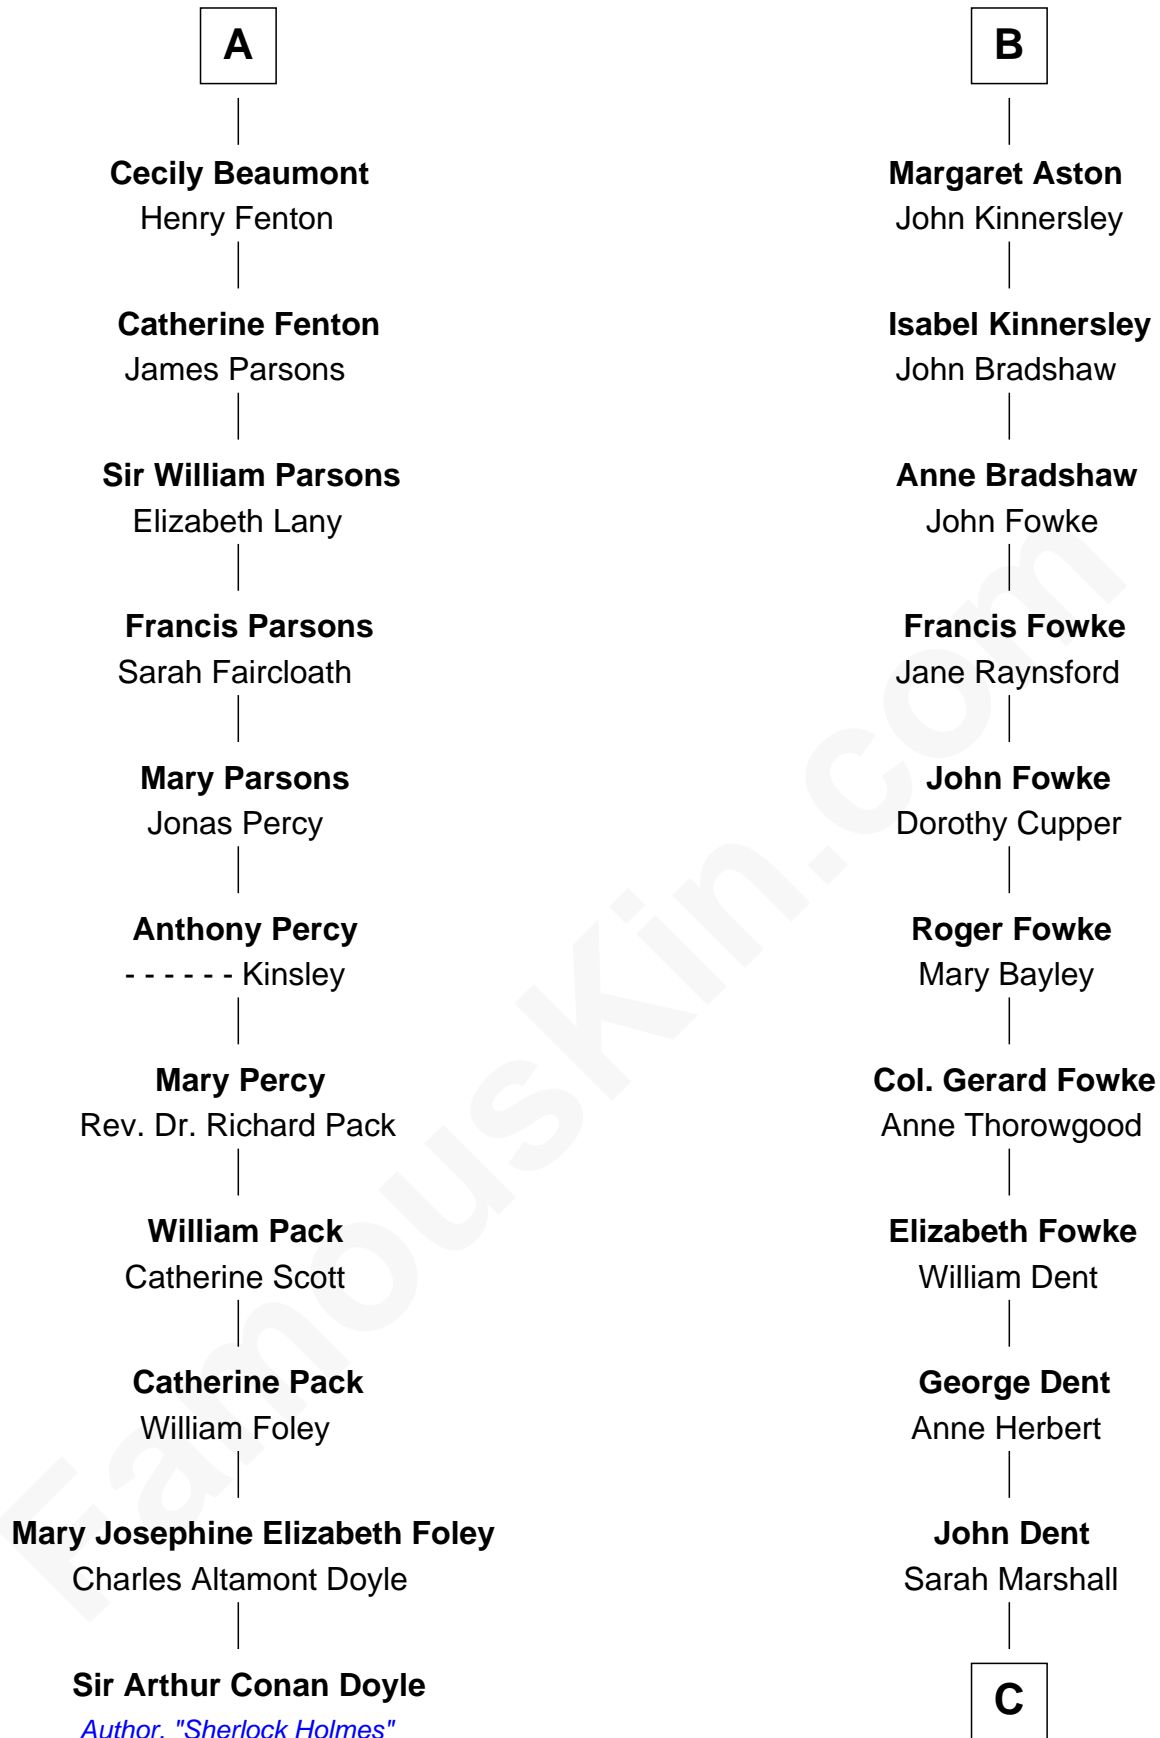 A
Cecily Beaumont
Henry Fenton
Catherine Fenton
James Parsons
Sir William Parsons
Elizabeth Lany
Francis Parsons
Sarah Faircloath
Mary Parsons
Jonas Percy
Anthony Percy
- - - - - - Kinsley
Mary Percy
Rev. Dr. Richard Pack
William Pack
Catherine Scott
Catherine Pack
William Foley
Mary Josephine Elizabeth Foley
Charles Altamont Doyle
Sir Arthur Conan Doyle
Author, "Sherlock Holmes"
B
Margaret Aston
John Kinnersley
Isabel Kinnersley
John Bradshaw
Anne Bradshaw
John Fowke
Francis Fowke
Jane Raynsford
John Fowke
Dorothy Cupper
Roger Fowke
Mary Bayley
Col. Gerard Fowke
Anne Thorowgood
Elizabeth Fowke
William Dent
George Dent
Anne Herbert
John Dent
Sarah Marshall
C
FamousKin.com